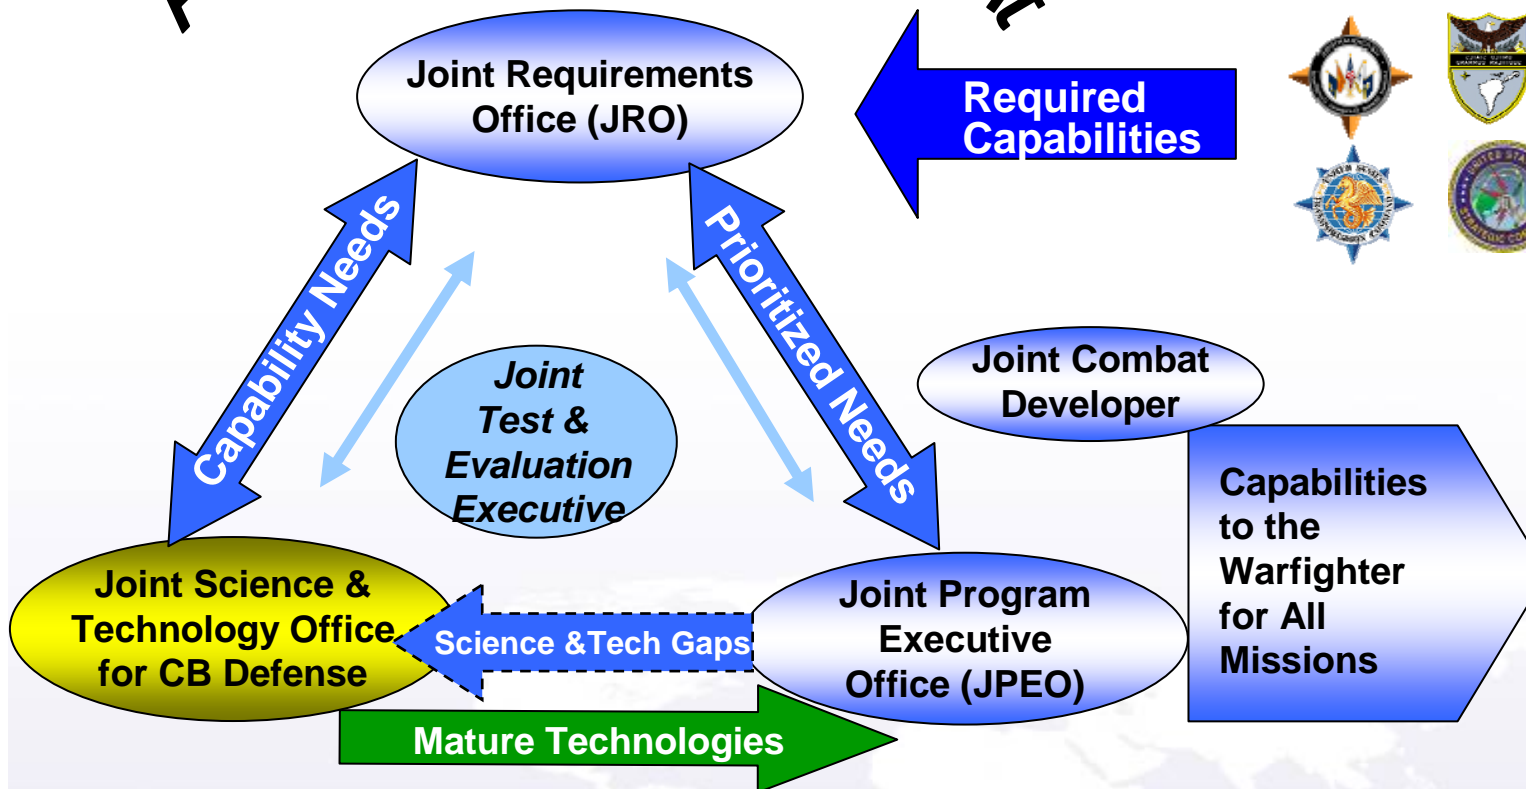 Joint Requirements
Office (JRO)
Required
Capabilities
Capability Needs
Prioritized Needs
Joint
Test &
Evaluation
Executive
Joint Combat
Developer
Capabilities
to the
Warfighter
for All
Missions
Joint Science &
Technology Office
for CB Defense
Science &Tech Gaps
Joint Program
Executive
Office (JPEO)
Mature Technologies